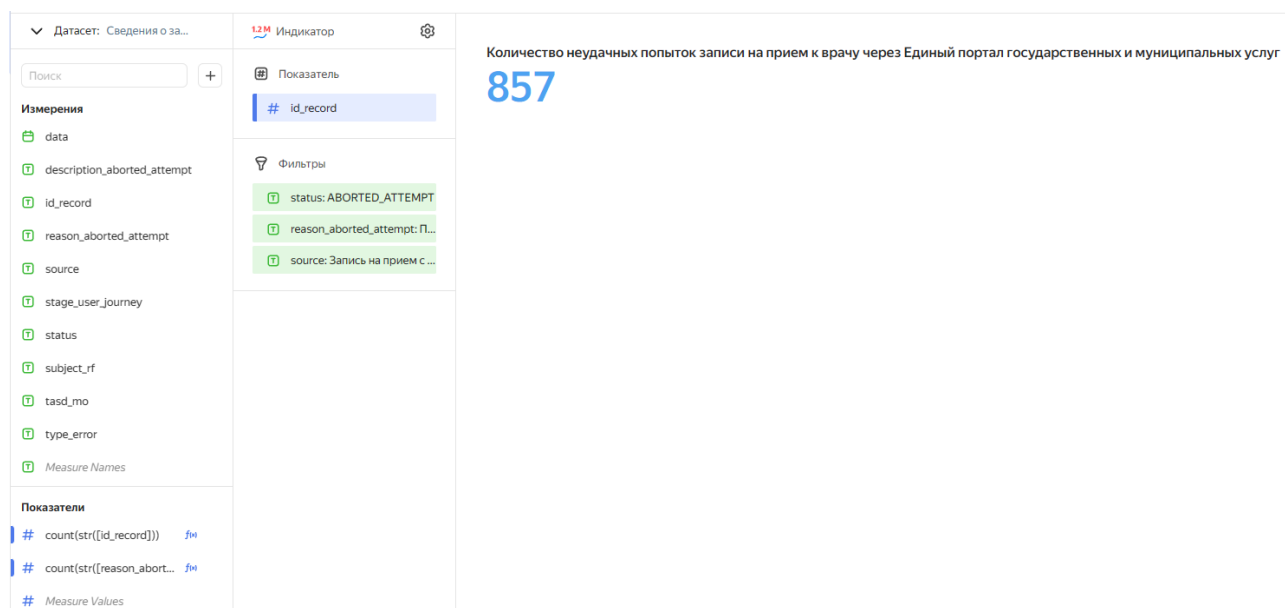 Датасет: Сведения о за...
Поиск
+
Измерения
data
description_aborted_attempt
id_record
reason_aborted_attempt
source
stage_user_journey
status
subject_rf
tasd_mo
type_error
Measure Names
Показатели
count(str([id_record])) f(x)
count(str([reason_abort... f(x)
Measure Values
1.2M Индикатор
Показатель
id_record
Фильтры
status: ABORTED_ATTEMPT
reason_aborted_attempt: П...
source: Запись на прием с ...
Количество неудачных попыток записи на прием к врачу через Единый портал государственных и муниципальных услуг
857